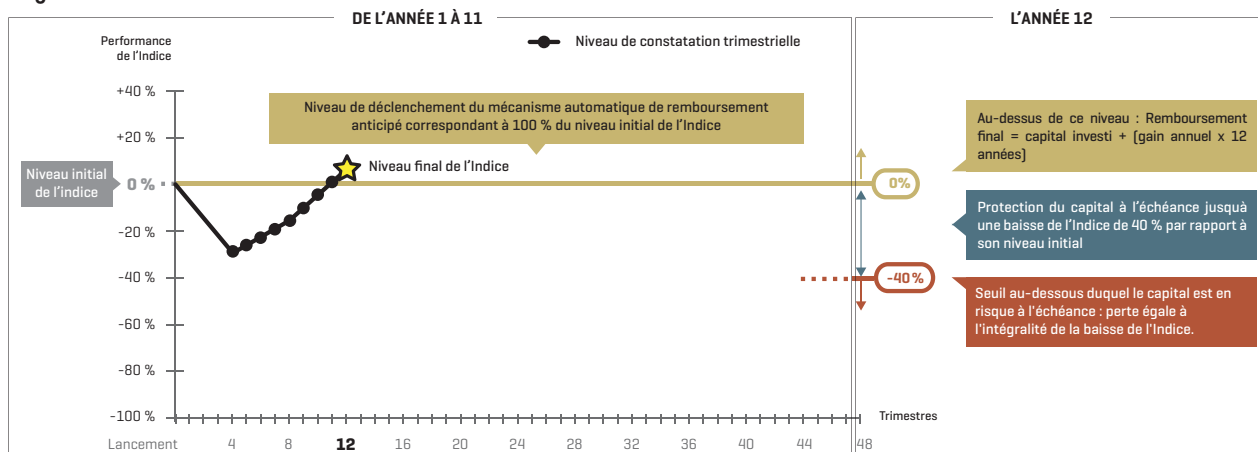 DE L'ANNÉE 1 À 11
L'ANNÉE 12
Performance
de l'Indice
Niveau de constatation trimestrielle
+40 %
+20 %
0 %
-20 %
-40 %
-60 %
-80 %
-100 %
Niveau initial
de l'indice
Niveau de déclenchement du mécanisme automatique de remboursement
anticipé correspondant à 100 % du niveau initial de l'Indice
Niveau final de l'Indice
0%
-40%
Au-dessus de ce niveau : Remboursement
final = capital investi + (gain annuel x 12
années)
Protection du capital à l'échéance jusquà
une baisse de l'Indice de 40 % par rapport à
son niveau initial
Seuil au-dessous duquel le capital est en
risque à l'échéance : perte égale à
l'intégralité de la baisse de l'Indice.
Trimestres
Lancement 4 8 12 16 20 24 28 32 36 40 44 48